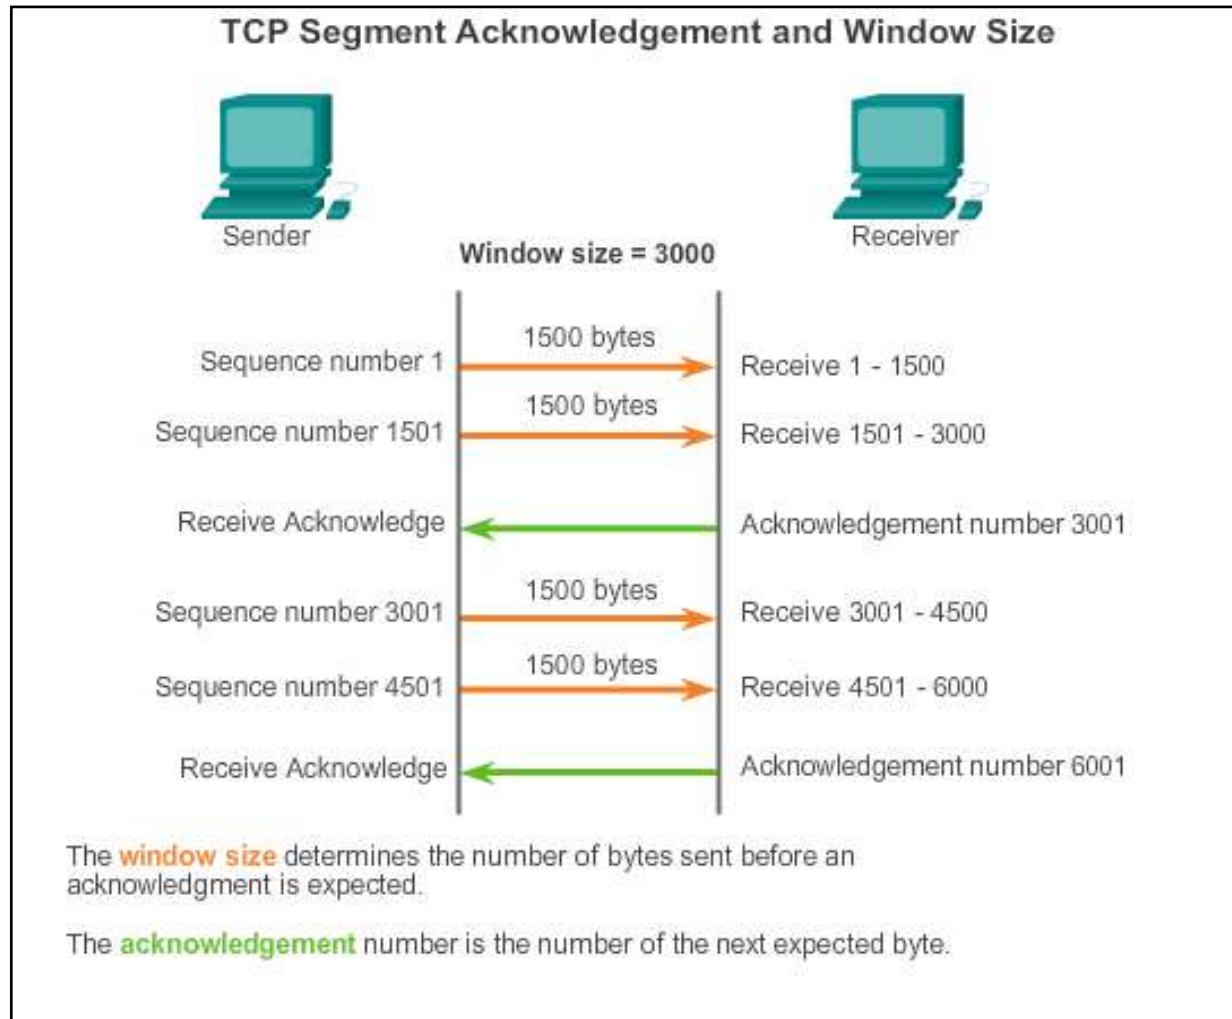 TCP Segment Acknowledgement and Window Size
Sender
Receiver
Window size = 3000
1500 bytes
Sequence number 1
Receive 1 - 1500
1500 bytes
Sequence number 1501
Receive 1501 - 3000
Receive Acknowledge
Acknowledgement number 3001
1500 bytes
Sequence number 3001
Receive 3001 - 4500
1500 bytes
Sequence number 4501
Receive 4501 - 6000
Receive Acknowledge
Acknowledgement number 6001
The window size determines the number of bytes sent before an
acknowledgment is expected.
The acknowledgement number is the number of the next expected byte.